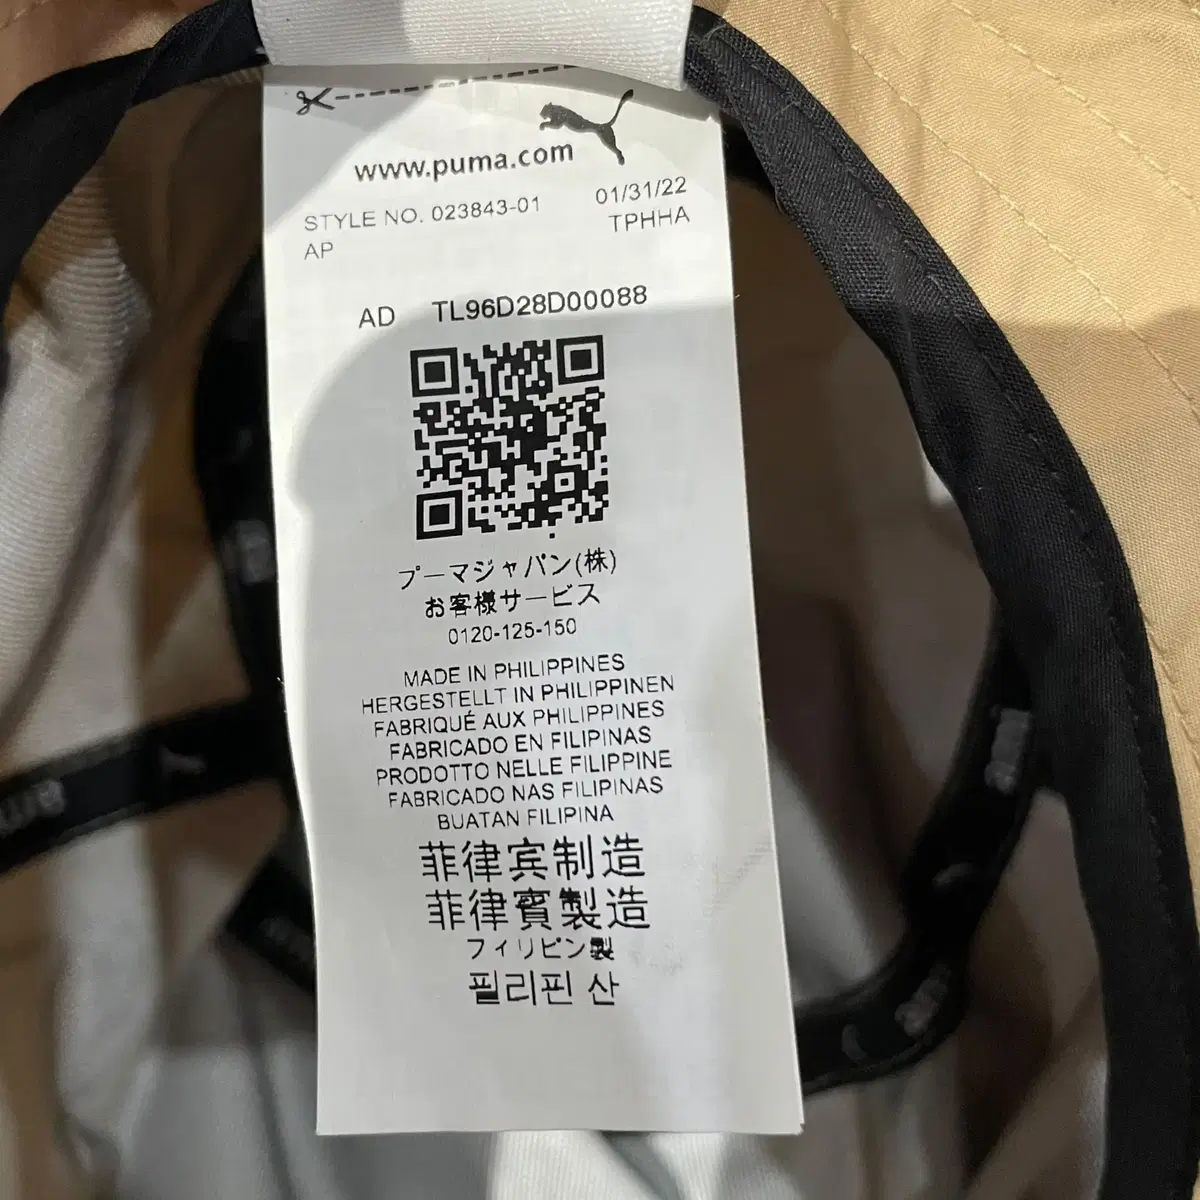 www.puma.com
STYLE NO. 023843-01 01/31/22
AP TPHHA
AD TL96D28D00088
プーマジャパン(株)
お客様サービス
0120-125-150
MADE IN PHILIPPINES
HERGESTELLT IN PHILIPPINEN
FABRIQUÉ AUX PHILIPPINES
FABRICADO EN FILIPINAS
PRODOTTO NELLE FILIPPINE
FABRICADO NAS FILIPINAS
BUATAN FILIPINA
菲律宾制造
菲律賓製造
フィリピン製
필리핀 산